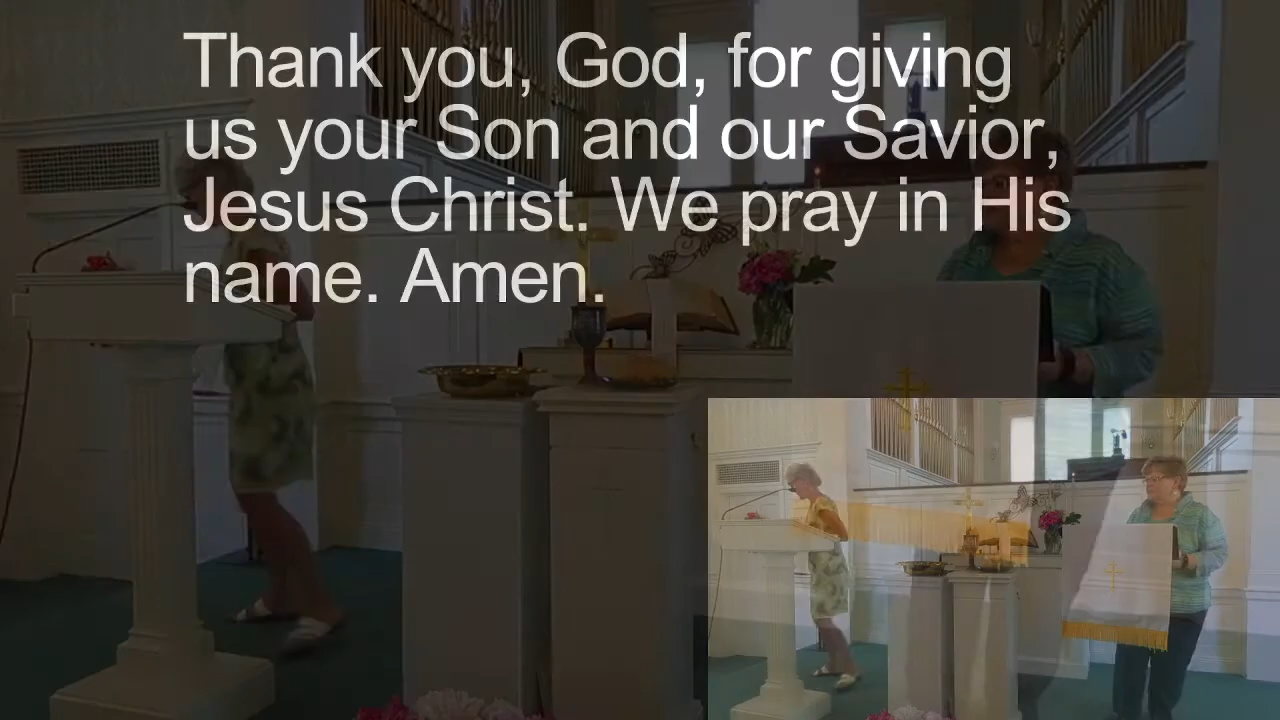 Thank you, God, for giving
us your Son and our Savior,
Jesus Christ. We pray in His
name. Amen.